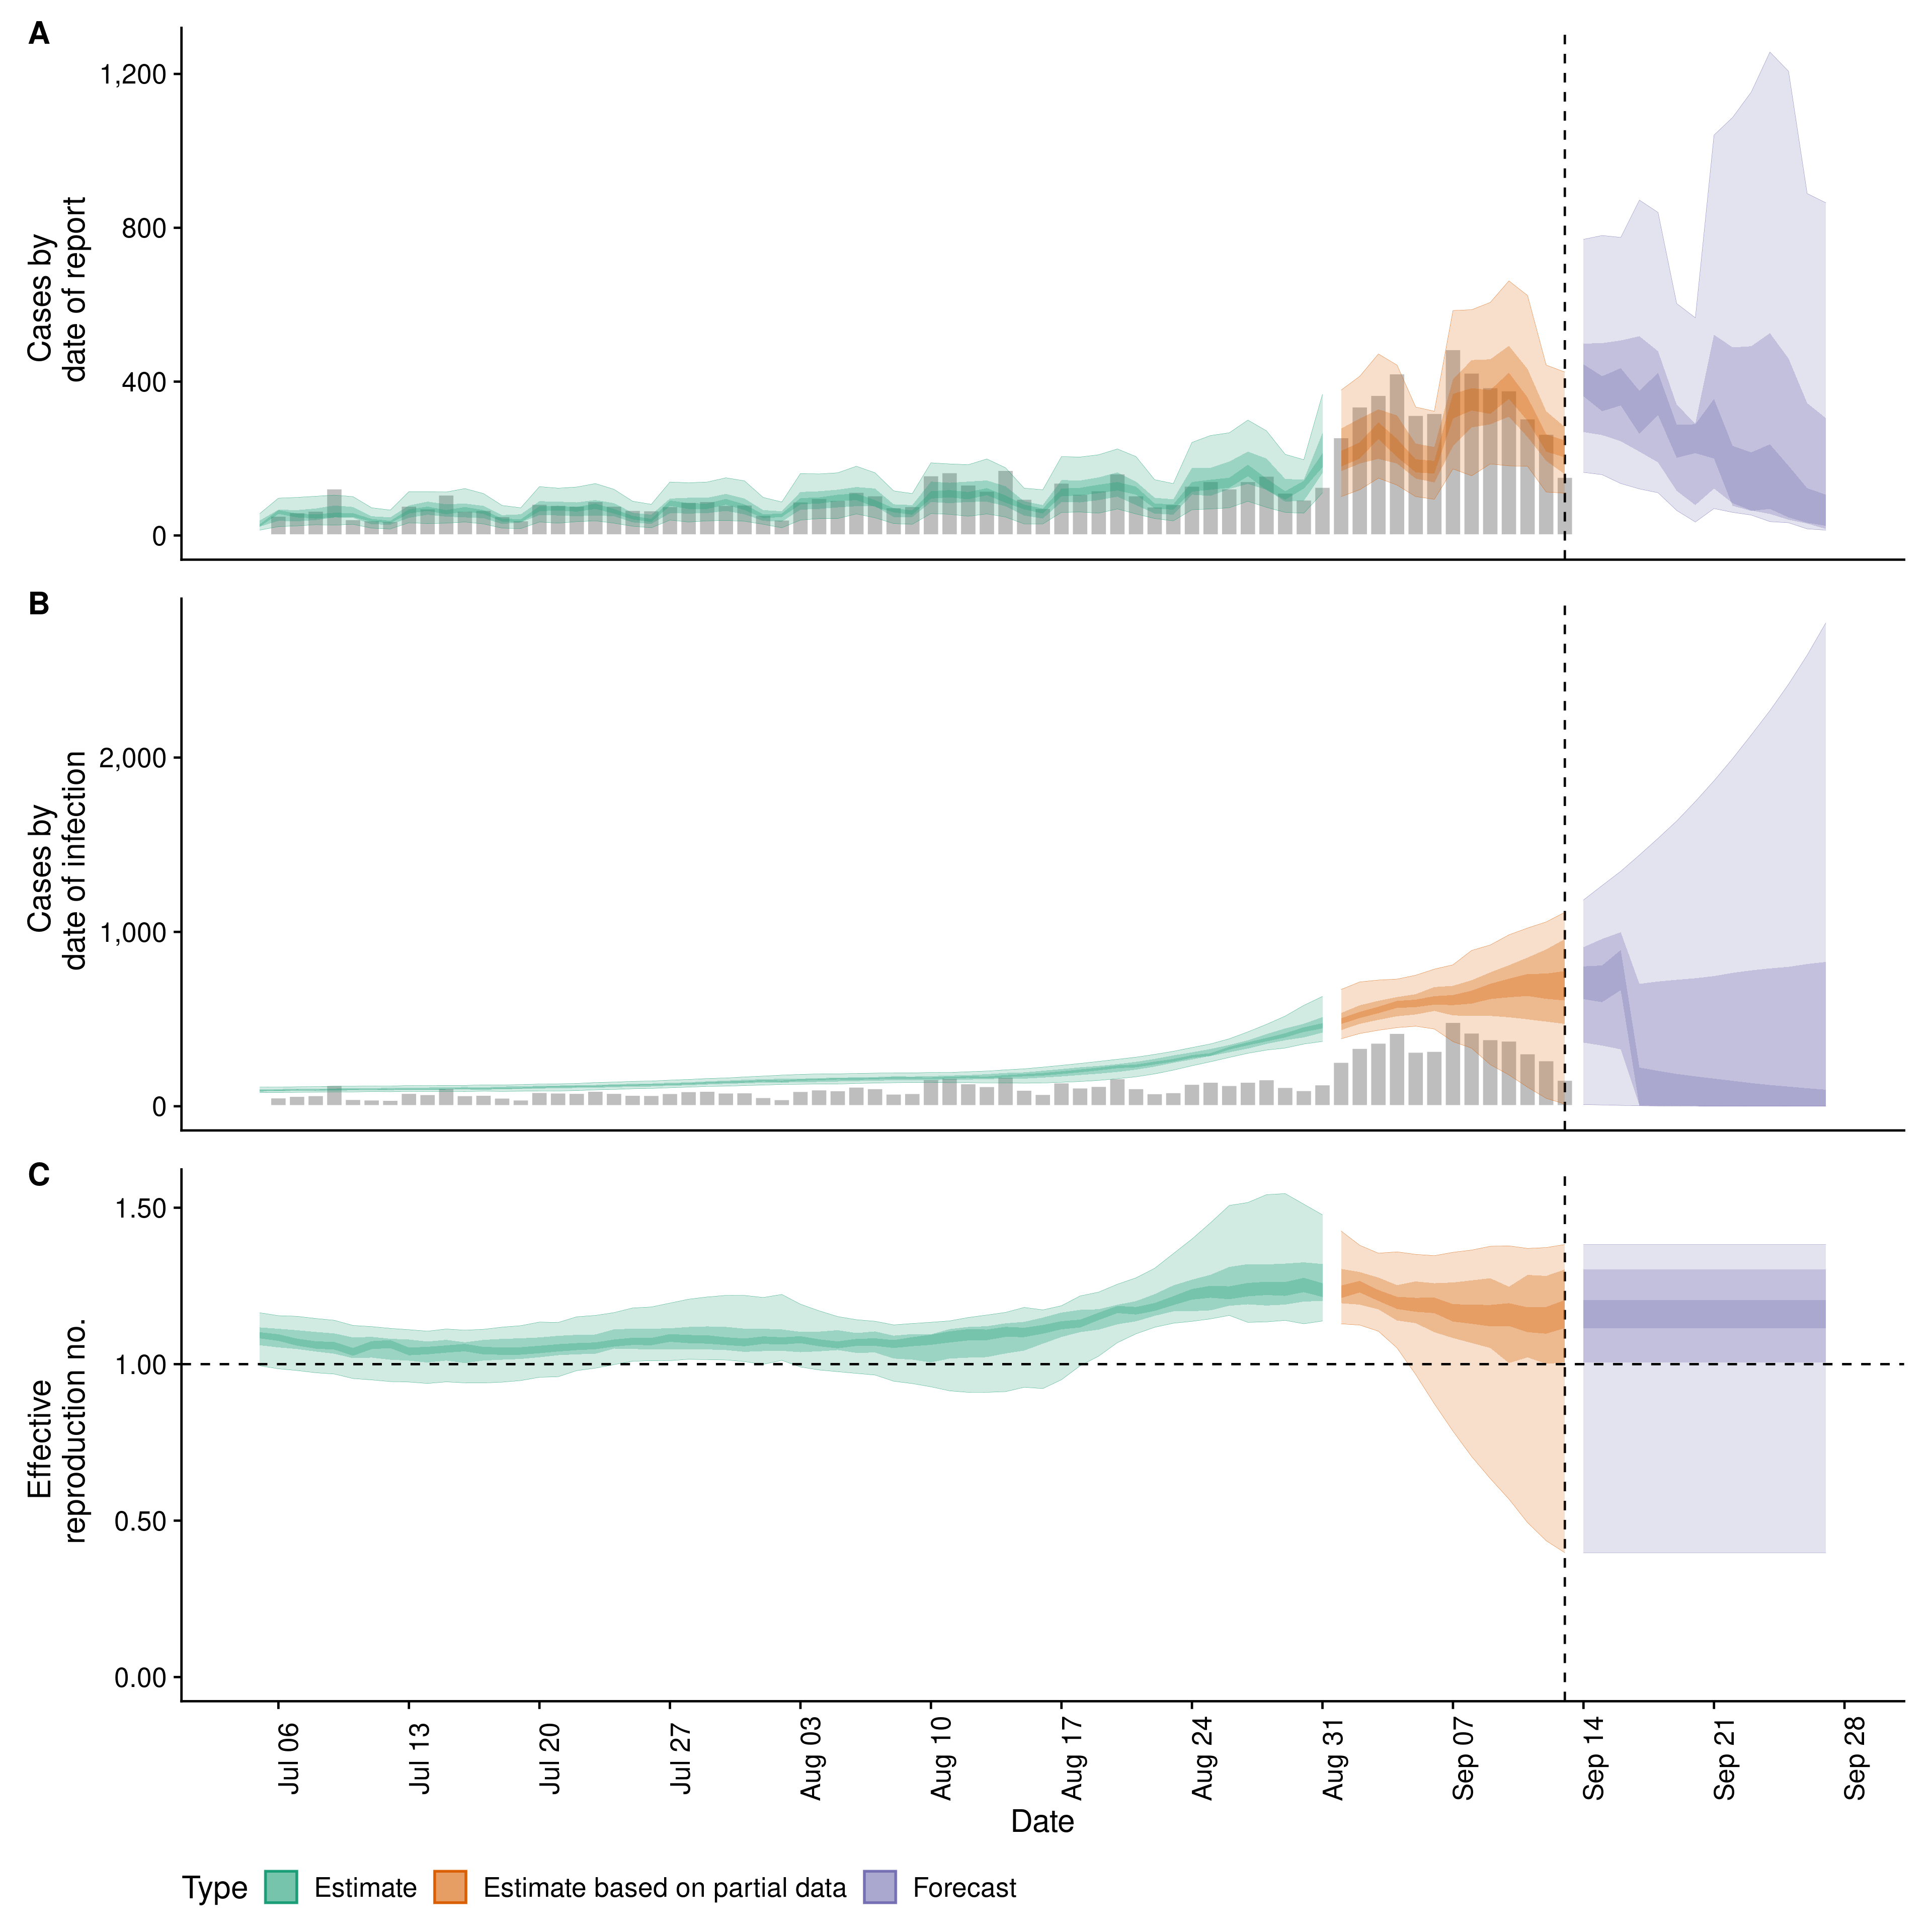 A
Cases by
date of report
1,200
800
400
0
B
Cases by
date of infection
2,000
1,000
0
C
Effective
reproduction no.
1.50
1.00
0.50
0.00
Jul 06
Jul 13
Jul 20
Jul 27
Aug 03
Aug 10
Aug 17
Aug 24
Aug 31
Sep 07
Sep 14
Sep 21
Sep 28
Date
Type Estimate Estimate based on partial data Forecast